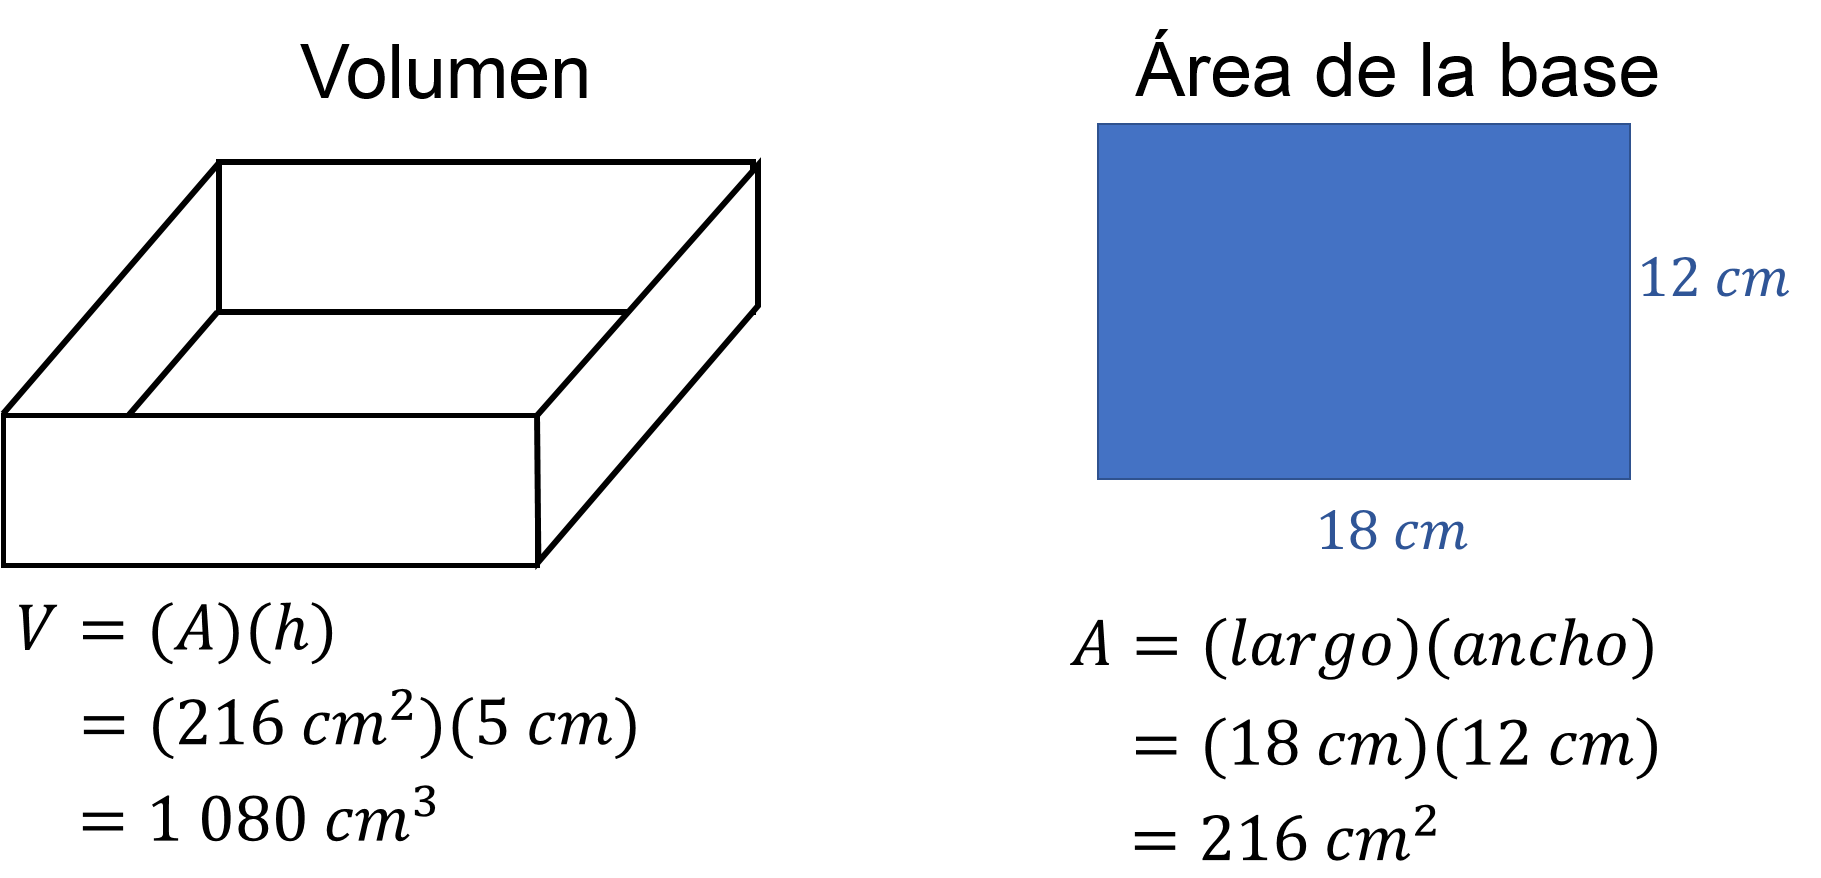 Volumen
V = (A)(h)
= (216 cm²)(5 cm)
= 1 080 cm³
Área de la base
12 cm
18 cm
A = (largo)(ancho)
= (18 cm)(12 cm)
= 216 cm²